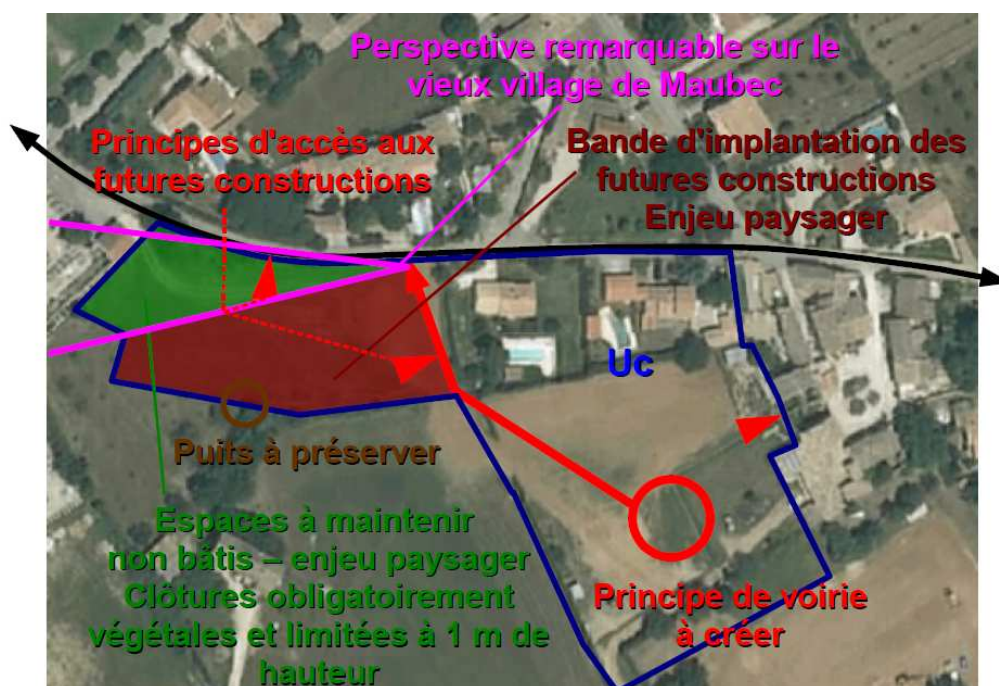 Perspective remarquable sur le
vieux village de Maubec
Principes d'accès aux
futures constructions
Bande d'implantation des
futures constructions
Enjeu paysager
Uc
Puits à préserver
Espaces à maintenir
non bâtis – enjeu paysager
Clôtures obligatoirement
végétales et limitées à 1 m de
hauteur
Principe de voirie
à créer